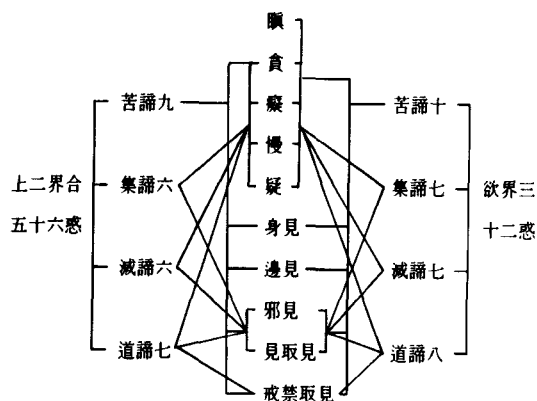 瞋
貪
癡
慢
疑
身見
邊見
邪見
見取見
戒禁取見
苦諦十
集諦七
滅諦七
道諦八
欲界三
十二惑
苦諦九
集諦六
滅諦六
道諦七
上二界合
五十六惑